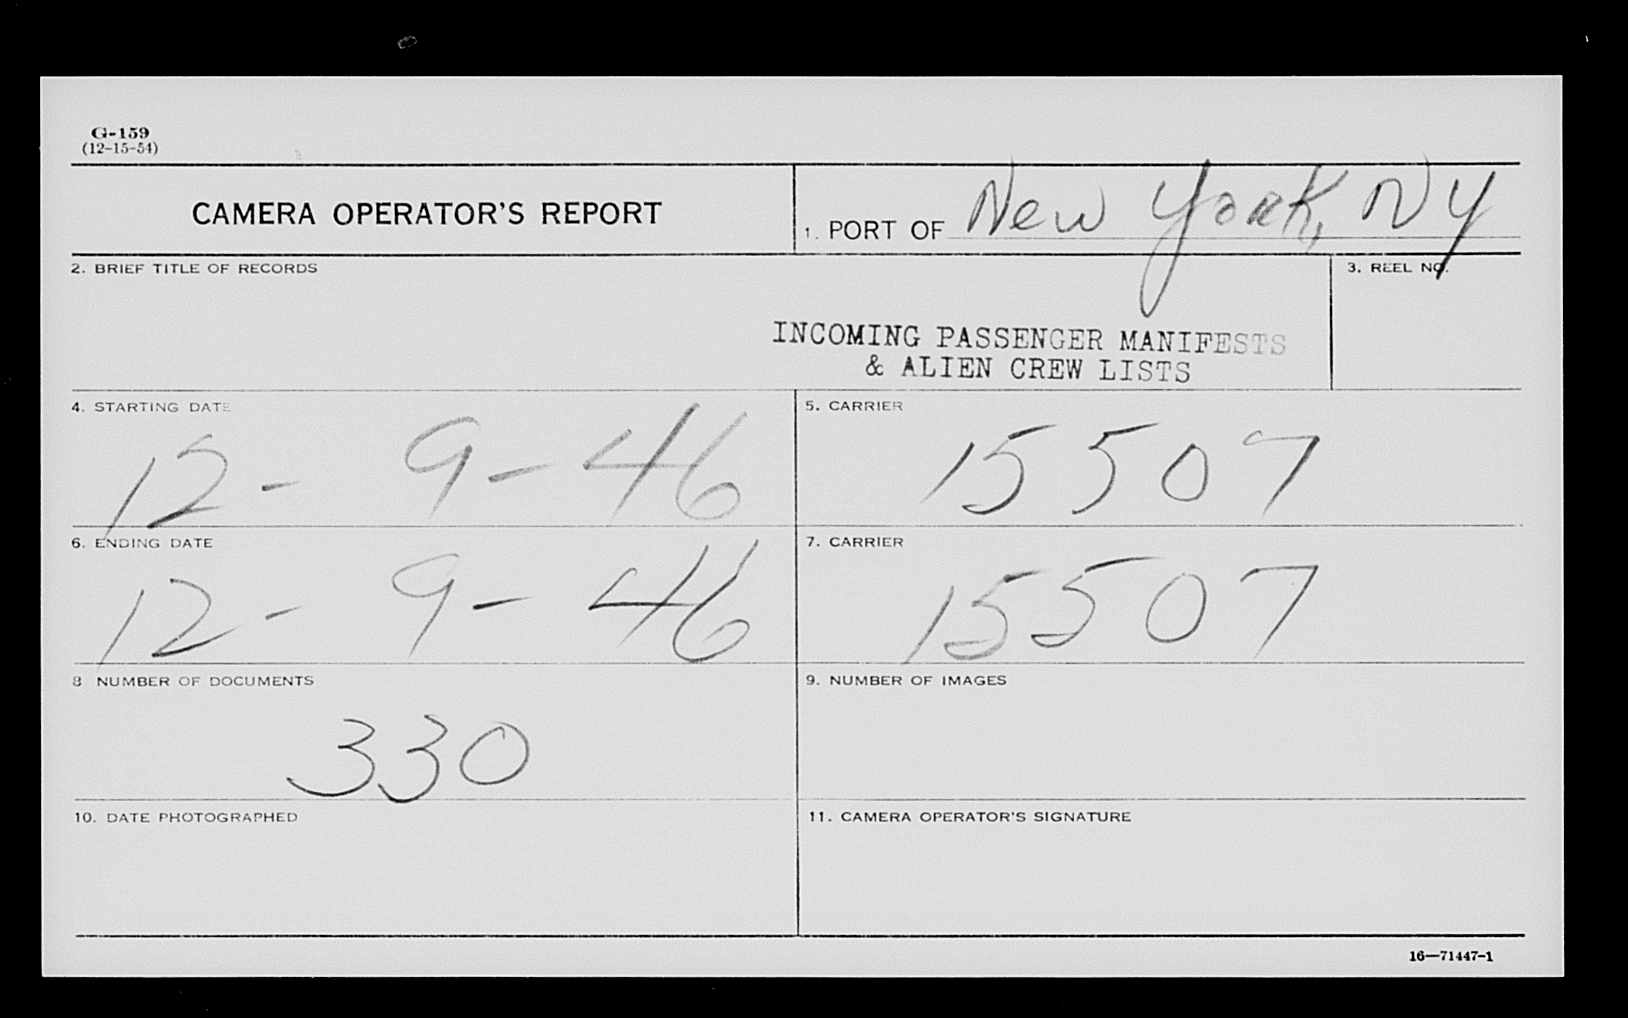 G-159
(12-15-54)
CAMERA OPERATOR'S REPORT
1. PORT OF New York, NY
2. BRIEF TITLE OF RECORDS
3. REEL NO.
INCOMING PASSENGER MANIFESTS
& ALIEN CREW LISTS
4. STARTING DATE
12-9-46
5. CARRIER
15507
6. ENDING DATE
12-9-46
7. CARRIER
15507
8 NUMBER OF DOCUMENTS
330
9. NUMBER OF IMAGES
10. DATE PHOTOGRAPHED
11. CAMERA OPERATOR'S SIGNATURE
16—71447-1